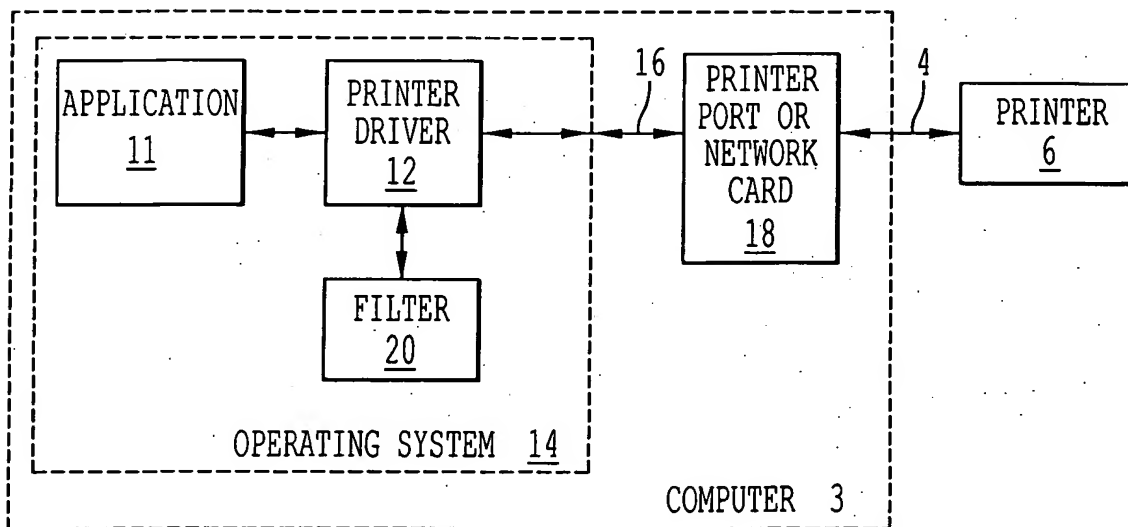 APPLICATION
11
PRINTER
DRIVER
12
FILTER
20
OPERATING SYSTEM 14
16
PRINTER
PORT OR
NETWORK
CARD
18
4
PRINTER
6
COMPUTER 3